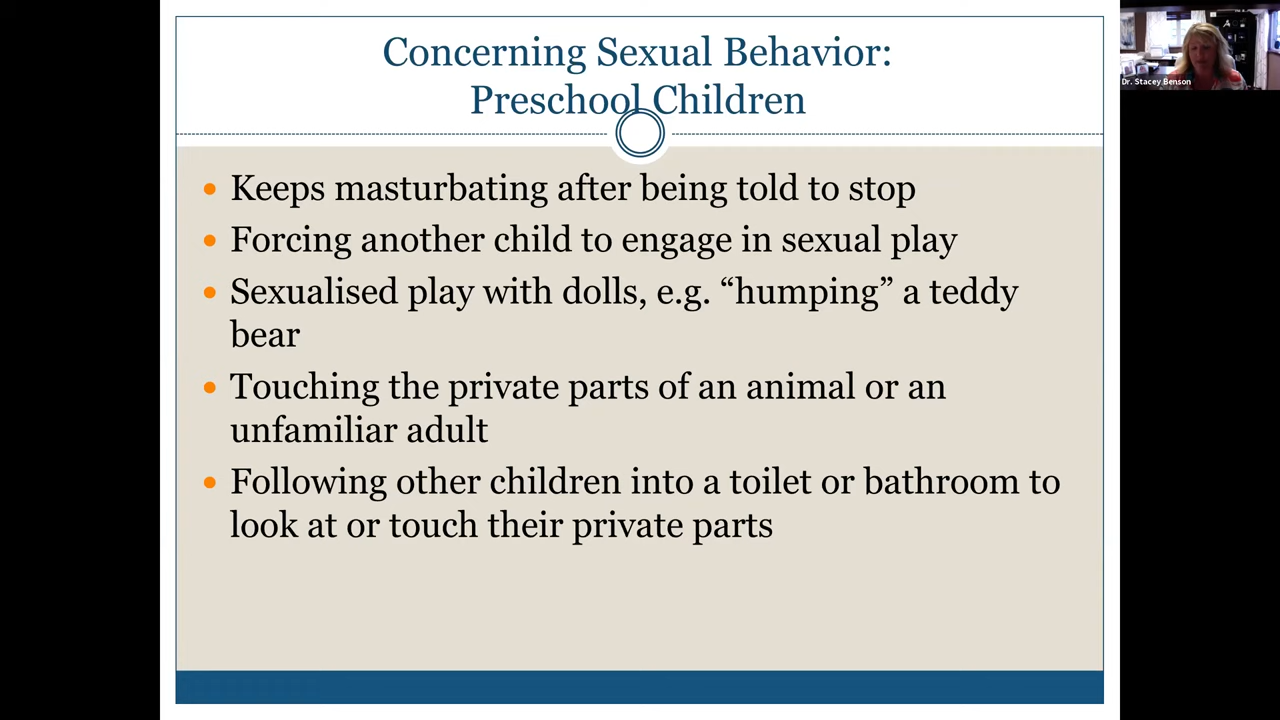 Concerning Sexual Behavior:
Preschool Children
Dr. Stacey Benson
• Keeps masturbating after being told to stop
• Forcing another child to engage in sexual play
• Sexualised play with dolls, e.g. “humping” a teddy
bear
• Touching the private parts of an animal or an
unfamiliar adult
• Following other children into a toilet or bathroom to
look at or touch their private parts